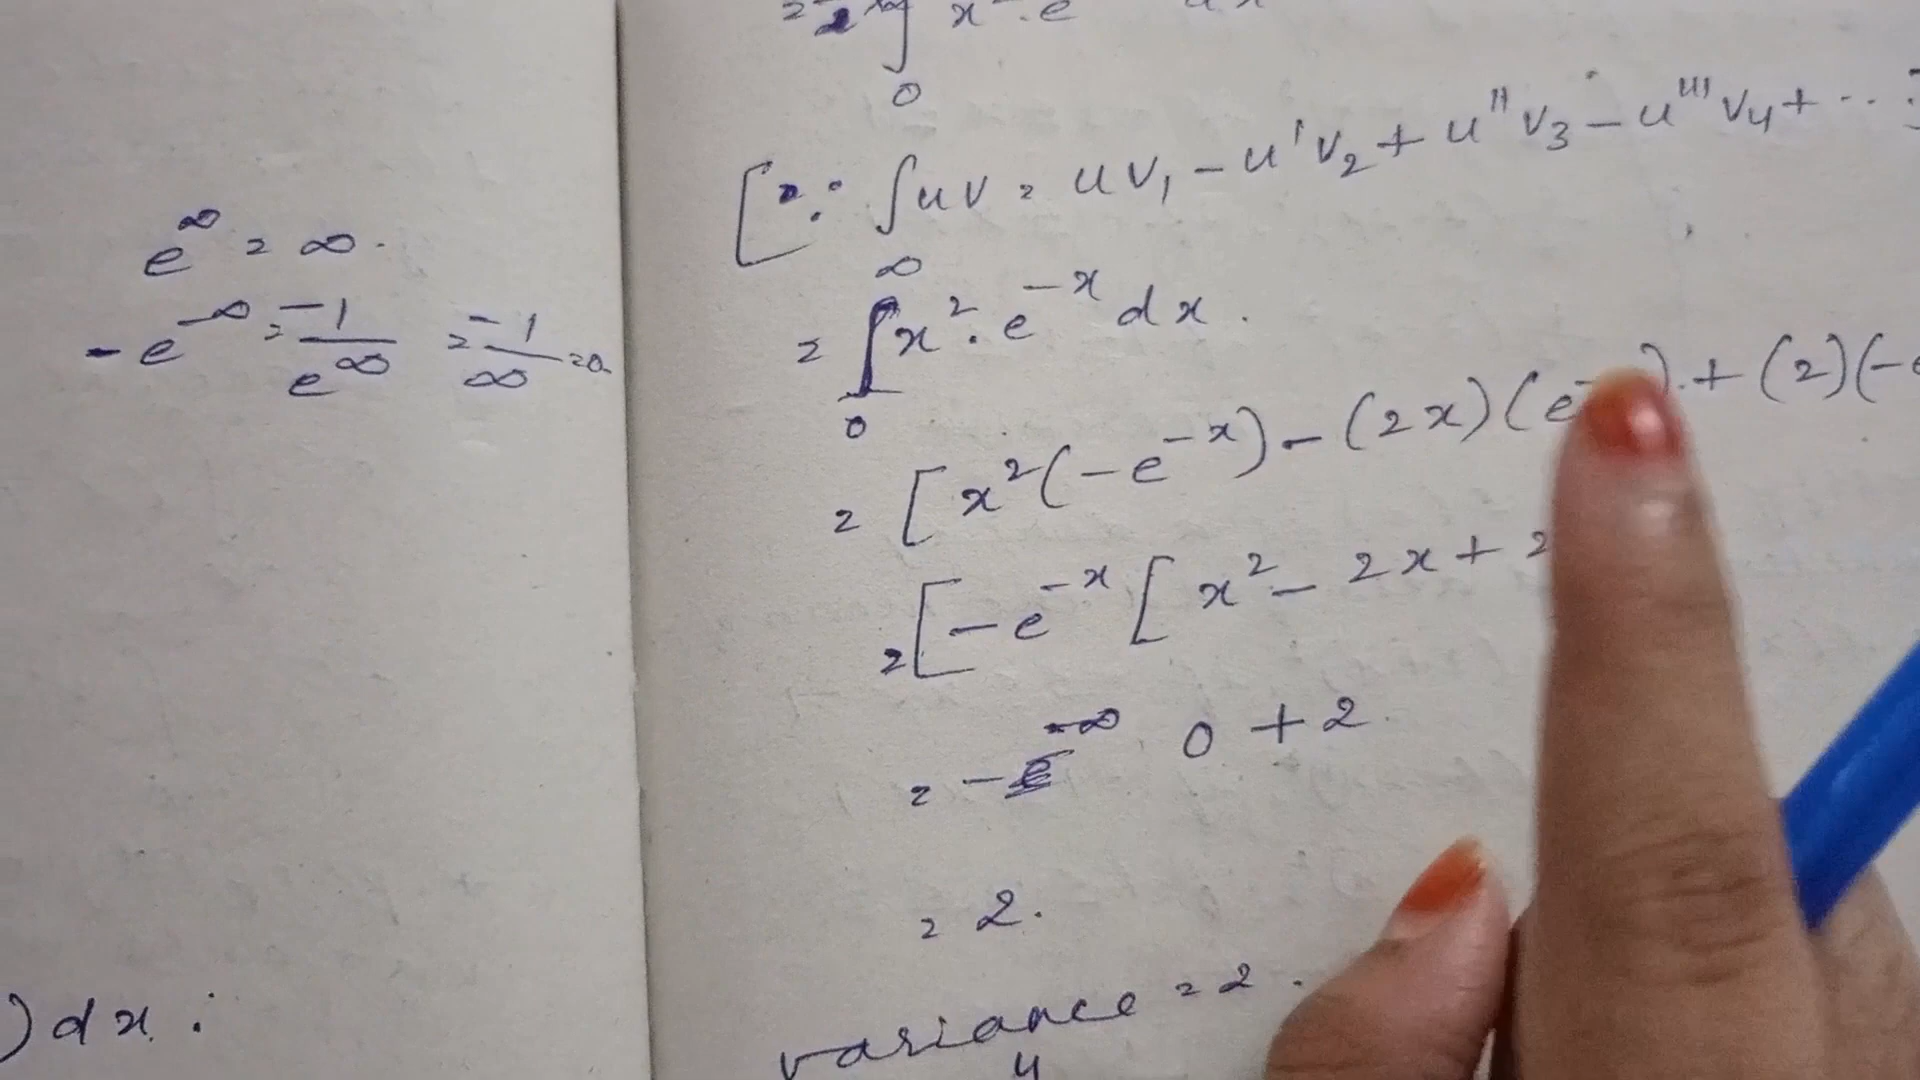 e^∞ = ∞.
-e^-∞ = -1/e^∞ = -1/∞ = 0.
) dx :
0
[∵ ∫uv = uv₁ - u'v₂ + u''v₃ - u'''v₄ + ...]
= ∫₀^∞ x². e^-x dx.
= [x²(-e^-x) - (2x)(e^- ) + (2)(-e
= [-e^-x [x² - 2x + 2
= - 0 + 2.
= 2.
variance = 2.